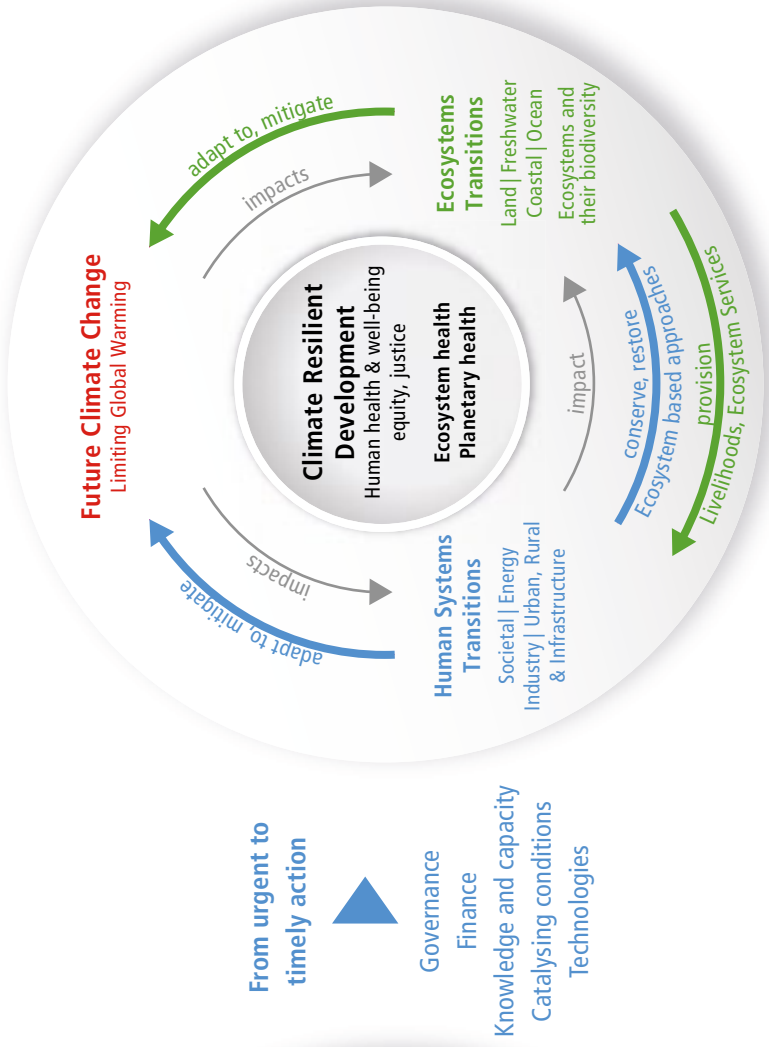 From urgent to
timely action
Governance
Finance
Knowledge and capacity
Catalysing conditions
Technologies
Future Climate Change
Limiting Global Warming
adapt to, mitigate
impacts
adapt to, mitigate
impacts
Climate Resilient
Development
Human health & well-being
equity, justice
Ecosystem health
Planetary health
Human Systems
Transitions
Societal | Energy
Industry | Urban, Rural
& Infrastructure
Ecosystems
Transitions
Land | Freshwater
Coastal | Ocean
Ecosystems and
their biodiversity
impact
conserve, restore
Ecosystem based approaches
provision
Livelihoods, Ecosystem Services